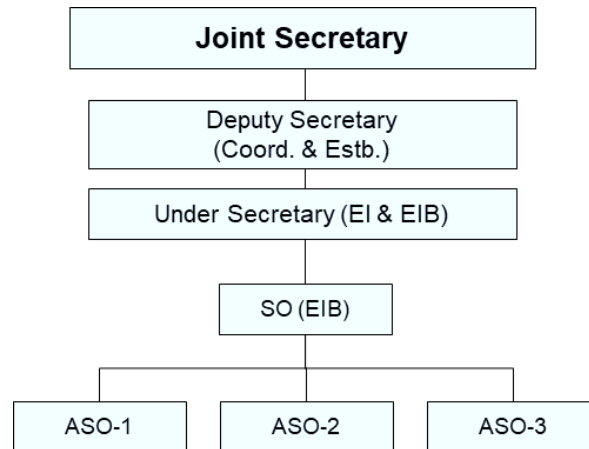 Joint Secretary
Deputy Secretary
(Coord. & Estb.)
Under Secretary (EI & EIB)
SO (EIB)
ASO-1
ASO-2
ASO-3